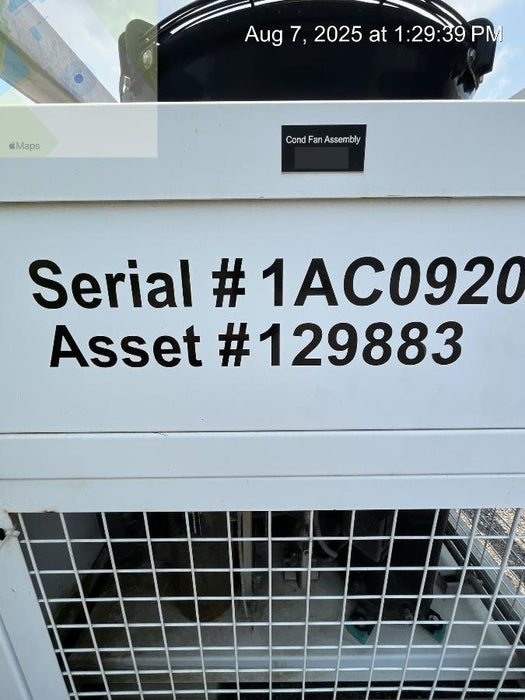 Aug 7, 2025 at 1:29:39 PM
Maps
Cond Fan Assembly
Serial # 1AC0920
Asset #129883